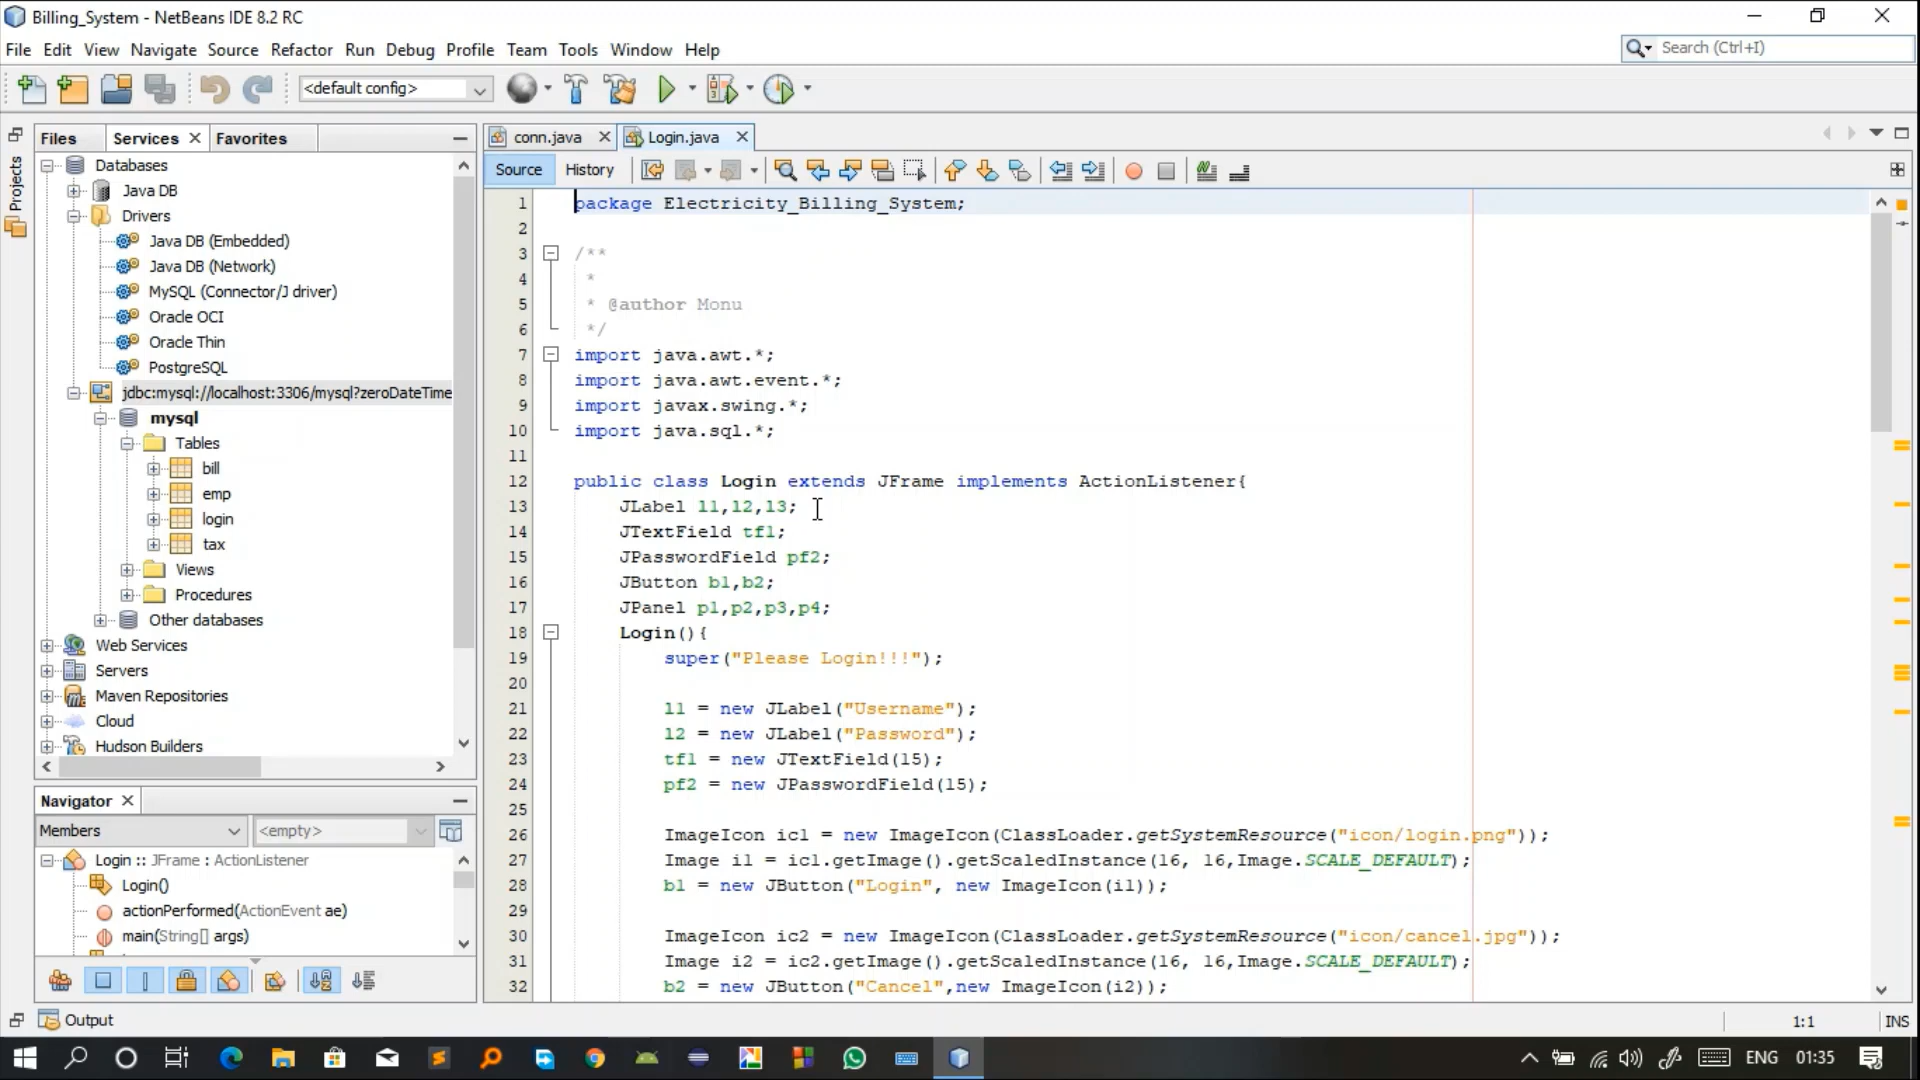 Billing_System - NetBeans IDE 8.2 RC
File Edit View Navigate Source Refactor Run Debug Profile Team Tools Window Help
Search (Ctrl+I)
<default config>
Projects
Files Services Favorites
Databases
Java DB
Drivers
Java DB (Embedded)
Java DB (Network)
MySQL (Connector/J driver)
Oracle OCI
Oracle Thin
PostgreSQL
jdbc:mysql://localhost:3306/mysql?zeroDateTime
mysql
Tables
bill
emp
login
tax
Views
Procedures
Other databases
Web Services
Servers
Maven Repositories
Cloud
Hudson Builders
Navigator
Members <empty>
Login :: JFrame : ActionListener
Login()
actionPerformed(ActionEvent ae)
main(String[] args)
conn.java Login.java
Source History
1 package Electricity_Billing_System;
2
3 /**
4 *
5 * @author Monu
6 */
7 import java.awt.*;
8 import java.awt.event.*;
9 import javax.swing.*;
10 import java.sql.*;
11
12 public class Login extends JFrame implements ActionListener{
13 JLabel l1,l2,l3;
14 JTextField tf1;
15 JPasswordField pf2;
16 JButton b1,b2;
17 JPanel p1,p2,p3,p4;
18 Login(){
19 super("Please Login!!!");
20
21 l1 = new JLabel("Username");
22 l2 = new JLabel("Password");
23 tf1 = new JTextField(15);
24 pf2 = new JPasswordField(15);
25
26 ImageIcon ic1 = new ImageIcon(ClassLoader.getSystemResource("icon/login.png"));
27 Image i1 = ic1.getImage().getScaledInstance(16, 16,Image.SCALE_DEFAULT);
28 b1 = new JButton("Login", new ImageIcon(i1));
29
30 ImageIcon ic2 = new ImageIcon(ClassLoader.getSystemResource("icon/cancel.jpg"));
31 Image i2 = ic2.getImage().getScaledInstance(16, 16,Image.SCALE_DEFAULT);
32 b2 = new JButton("Cancel",new ImageIcon(i2));
Output
1:1 INS
ENG 01:35